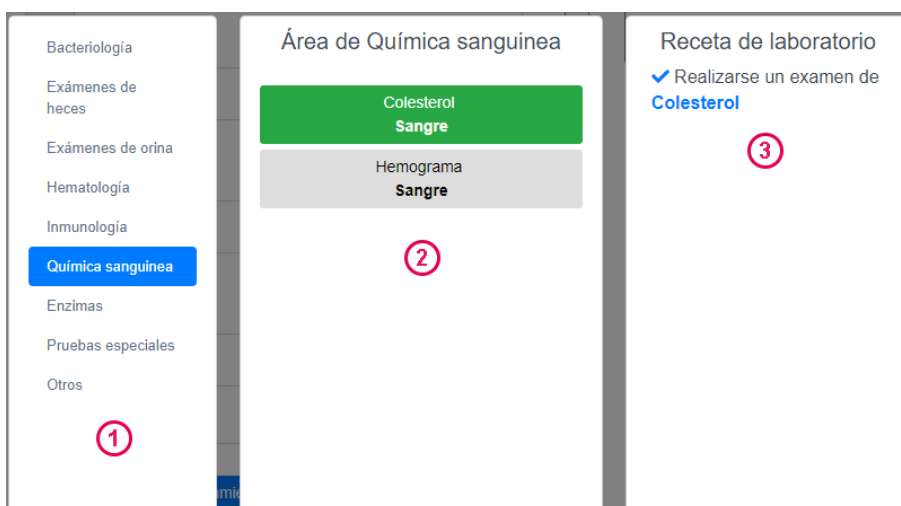 Bacteriología
Exámenes de
heces
Exámenes de orina
Hematología
Inmunología
Química sanguinea
Enzimas
Pruebas especiales
Otros
1
Área de Química sanguinea
Colesterol
Sangre
Hemograma
Sangre
2
Receta de laboratorio
Realizarse un examen de
Colesterol
3